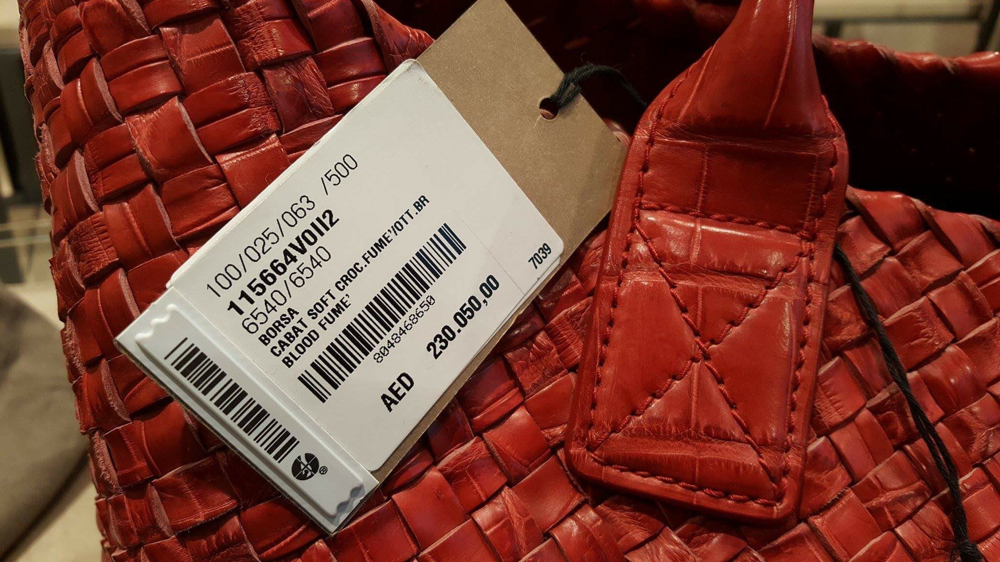 100/025/063 /500
115664V0II2
6540/6540
BORSA
CABAT SOFT CROC.FUME'/OTT.BR
BLOOD FUME'
8048468650
AED 230.050,00
7039
®